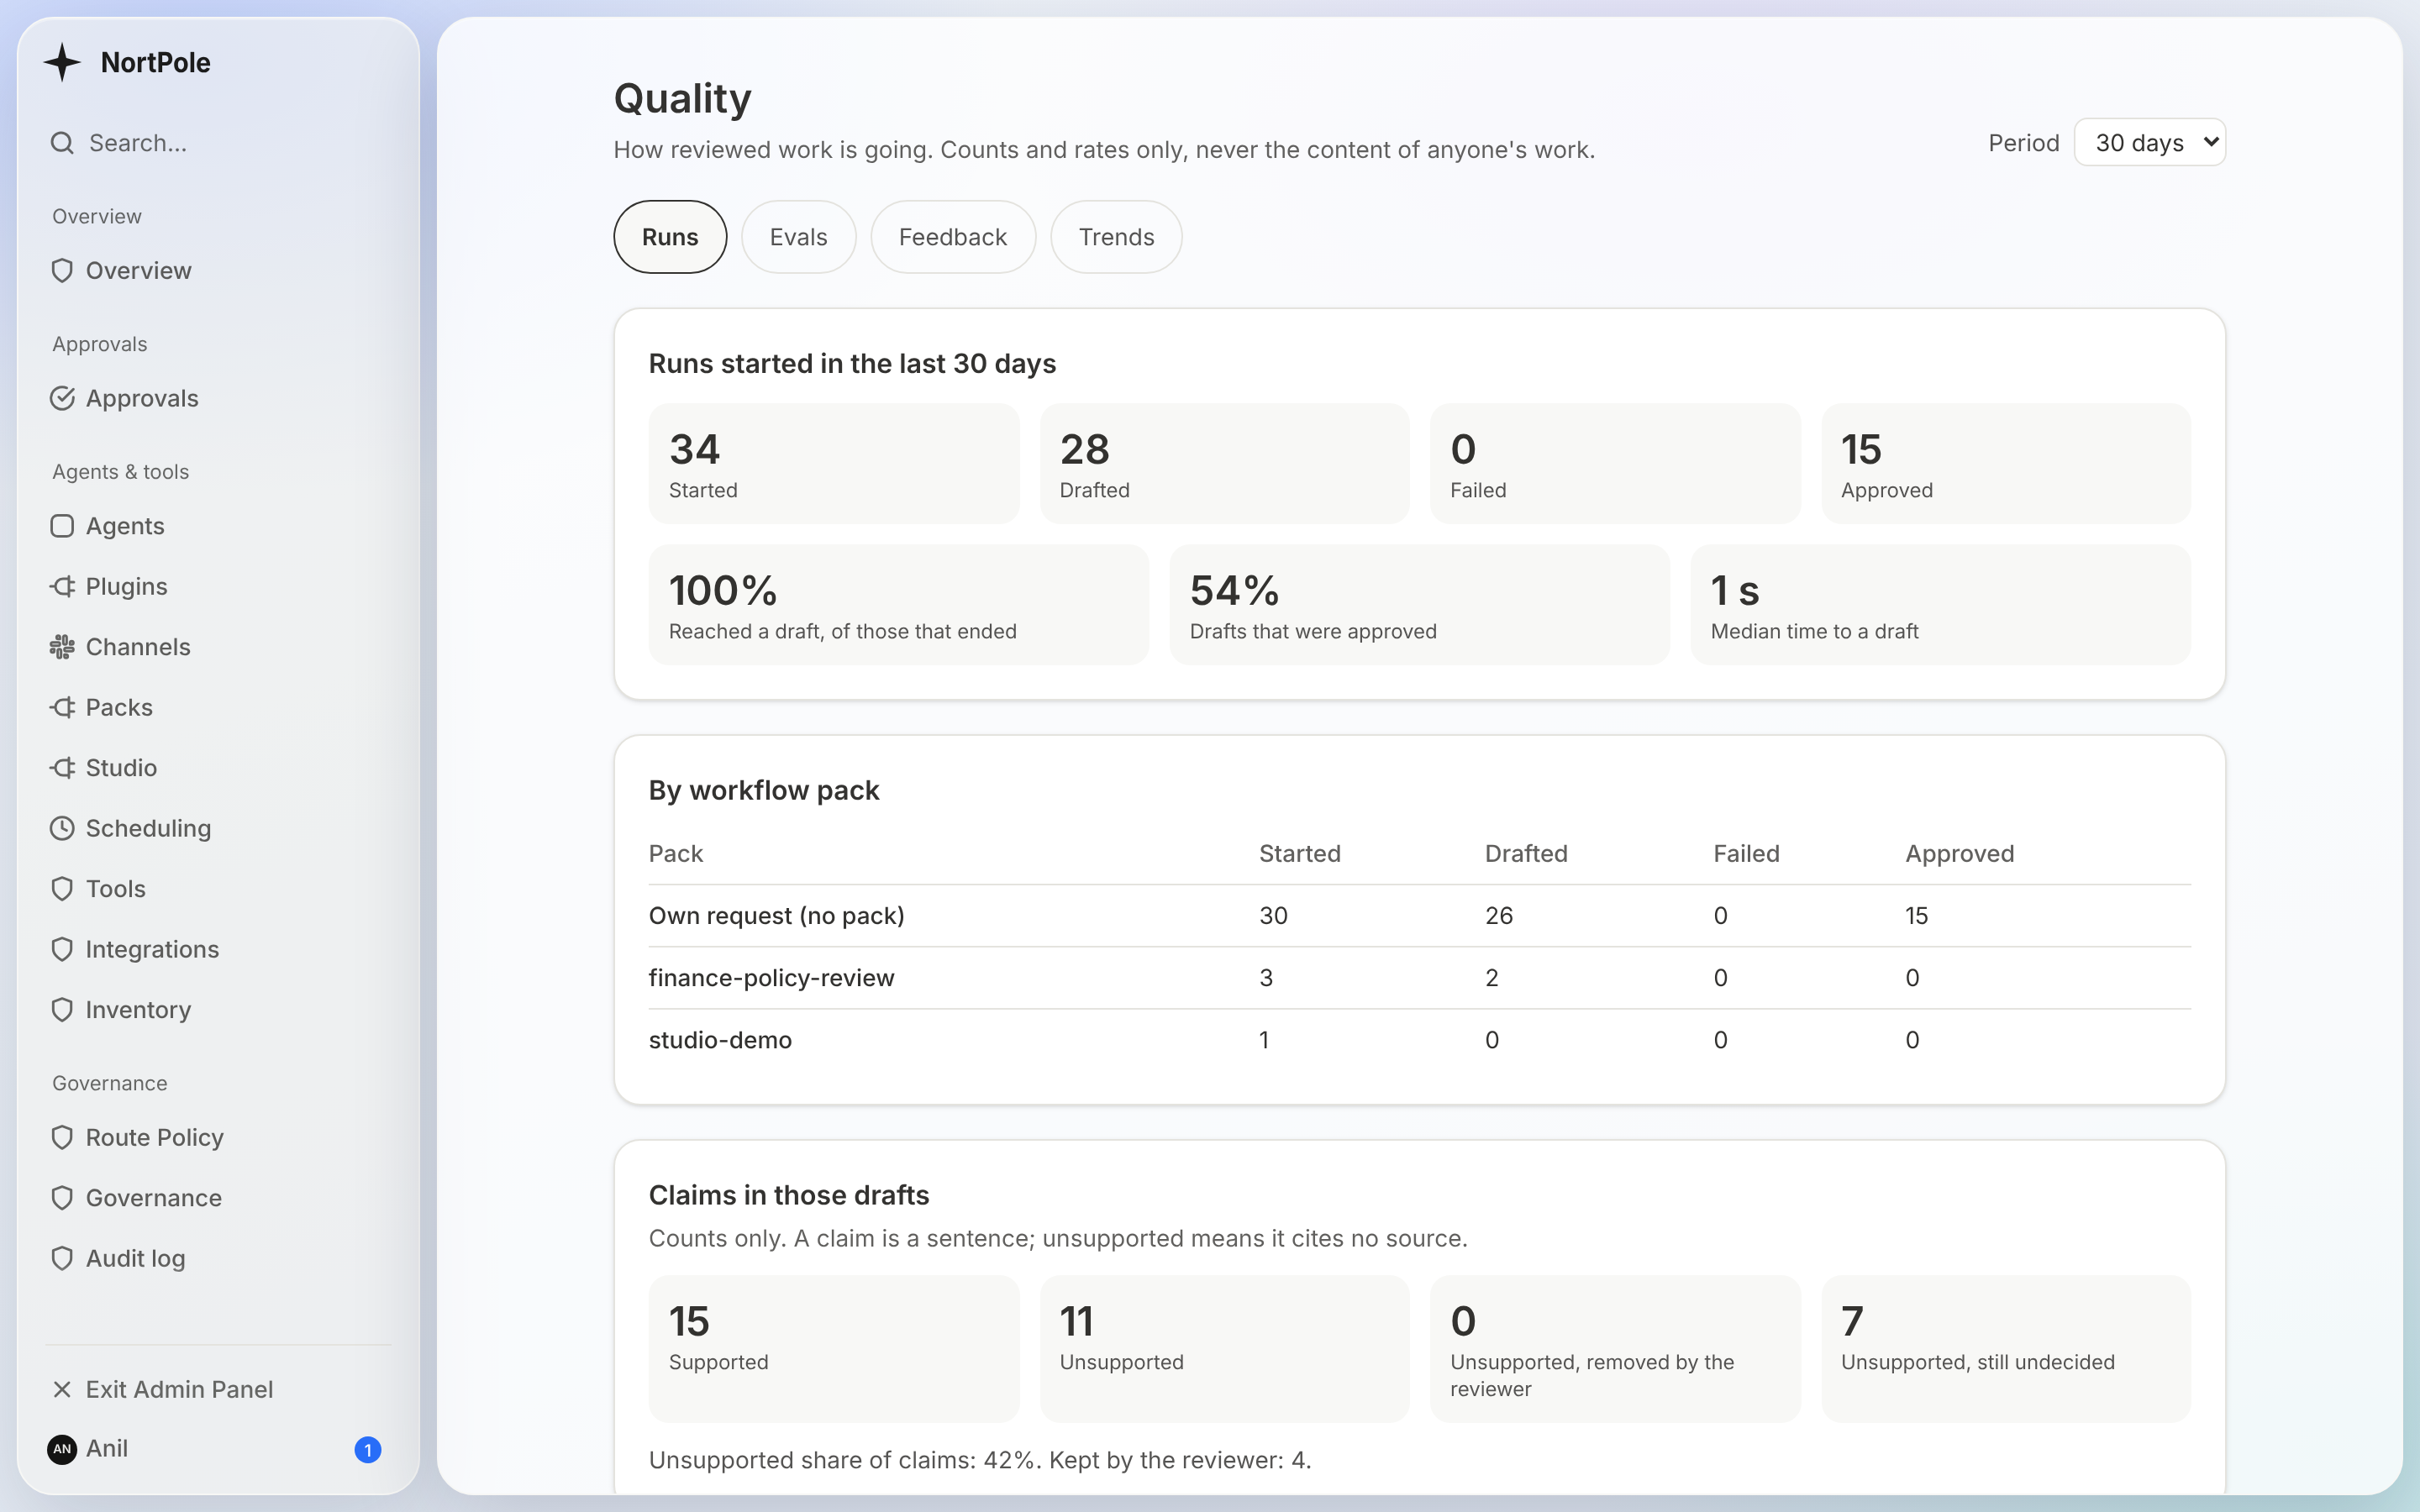 NortPole
Search...
Overview
Overview
Approvals
Approvals
Agents & tools
Agents
Plugins
Channels
Packs
Studio
Scheduling
Tools
Integrations
Inventory
Governance
Route Policy
Governance
Audit log
Exit Admin Panel
AN Anil 1
Quality
How reviewed work is going. Counts and rates only, never the content of anyone's work.
Period 30 days
Runs Evals Feedback Trends
Runs started in the last 30 days
34 28 0 15
Started Drafted Failed Approved
100% 54% 1 s
Reached a draft, of those that ended Drafts that were approved Median time to a draft
By workflow pack
Pack Started Drafted Failed Approved
Own request (no pack) 30 26 0 15
finance-policy-review 3 2 0 0
studio-demo 1 0 0 0
Claims in those drafts
Counts only. A claim is a sentence; unsupported means it cites no source.
15 11 0 7
Supported Unsupported Unsupported, removed by the reviewer Unsupported, still undecided
Unsupported share of claims: 42%. Kept by the reviewer: 4.